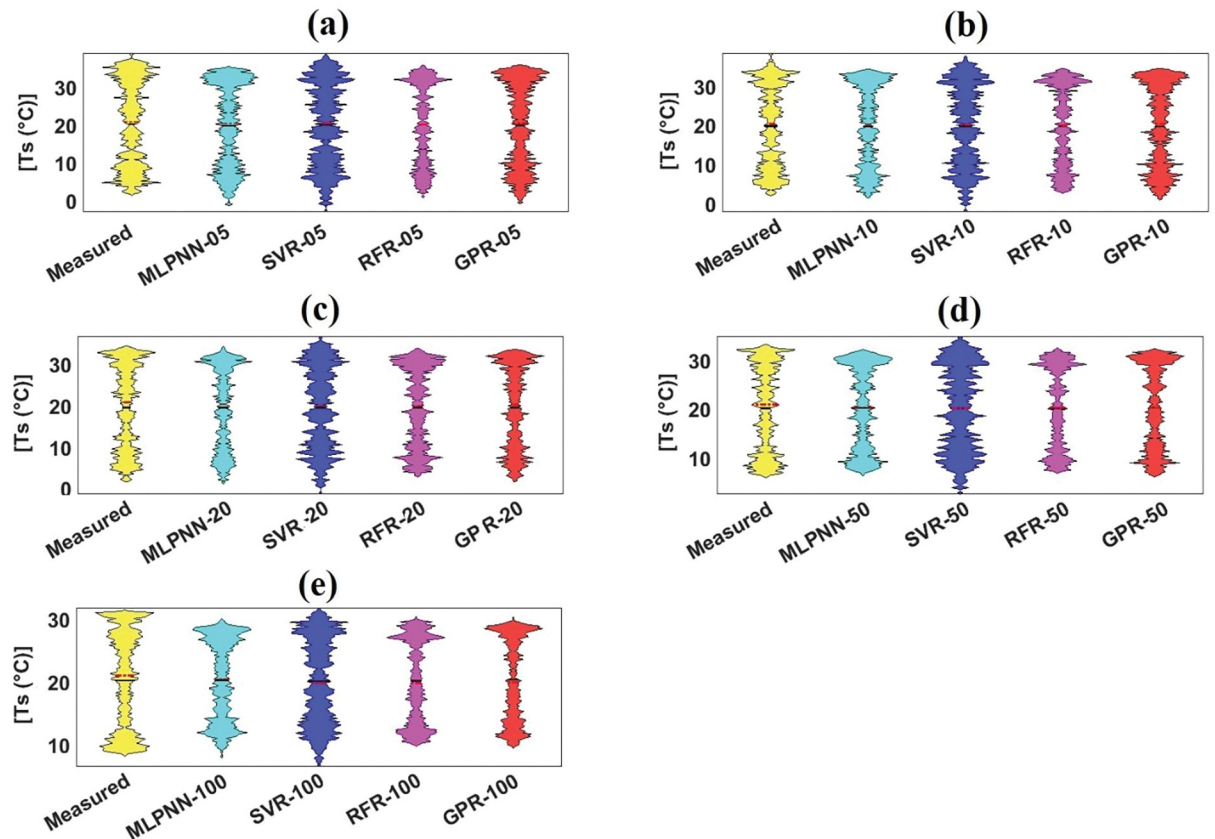 (a)
[Ts (°C)]
30
20
10
0
Measured
MLPNN-05
SVR-05
RFR-05
GPR-05
(b)
[Ts (°C)]
30
20
10
0
Measured
MLPNN-10
SVR-10
RFR-10
GPR-10
(c)
[Ts (°C)]
30
20
10
0
Measured
MLPNN-20
SVR-20
RFR-20
GP R-20
(d)
[Ts (°C)]
30
20
10
Measured
MLPNN-50
SVR-50
RFR-50
GPR-50
(e)
[Ts (°C)]
30
20
10
Measured
MLPNN-100
SVR-100
RFR-100
GPR-100